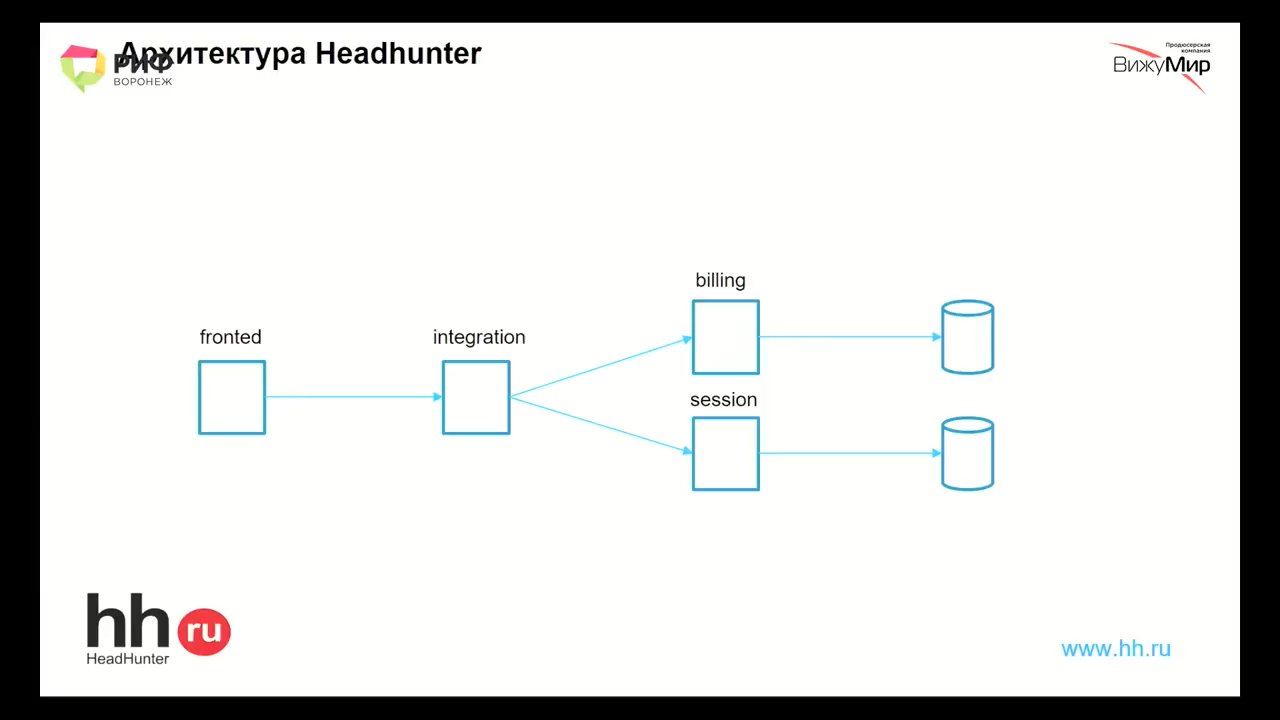 Архитектура Headhunter
РИФ
ВОРОНЕЖ
Продюсерская
компания
ВижуМир
billing
fronted
integration
session
hh ru
HeadHunter
www.hh.ru